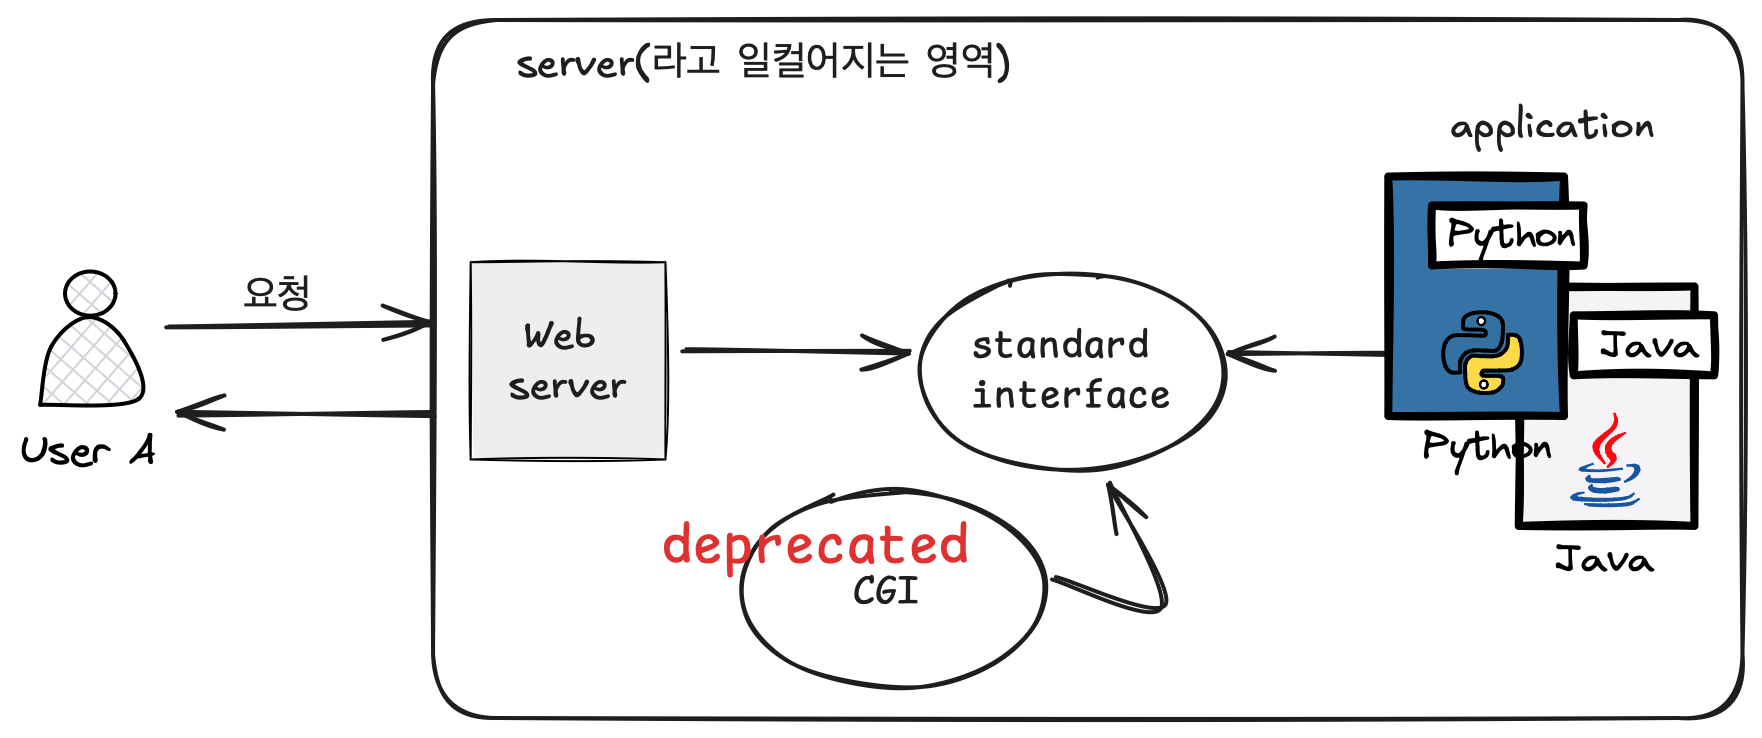 server(라고 일컬어지는 영역)
application
Python
요청
Web
server
standard
interface
Java
User A
Python
deprecated
CGI
Java